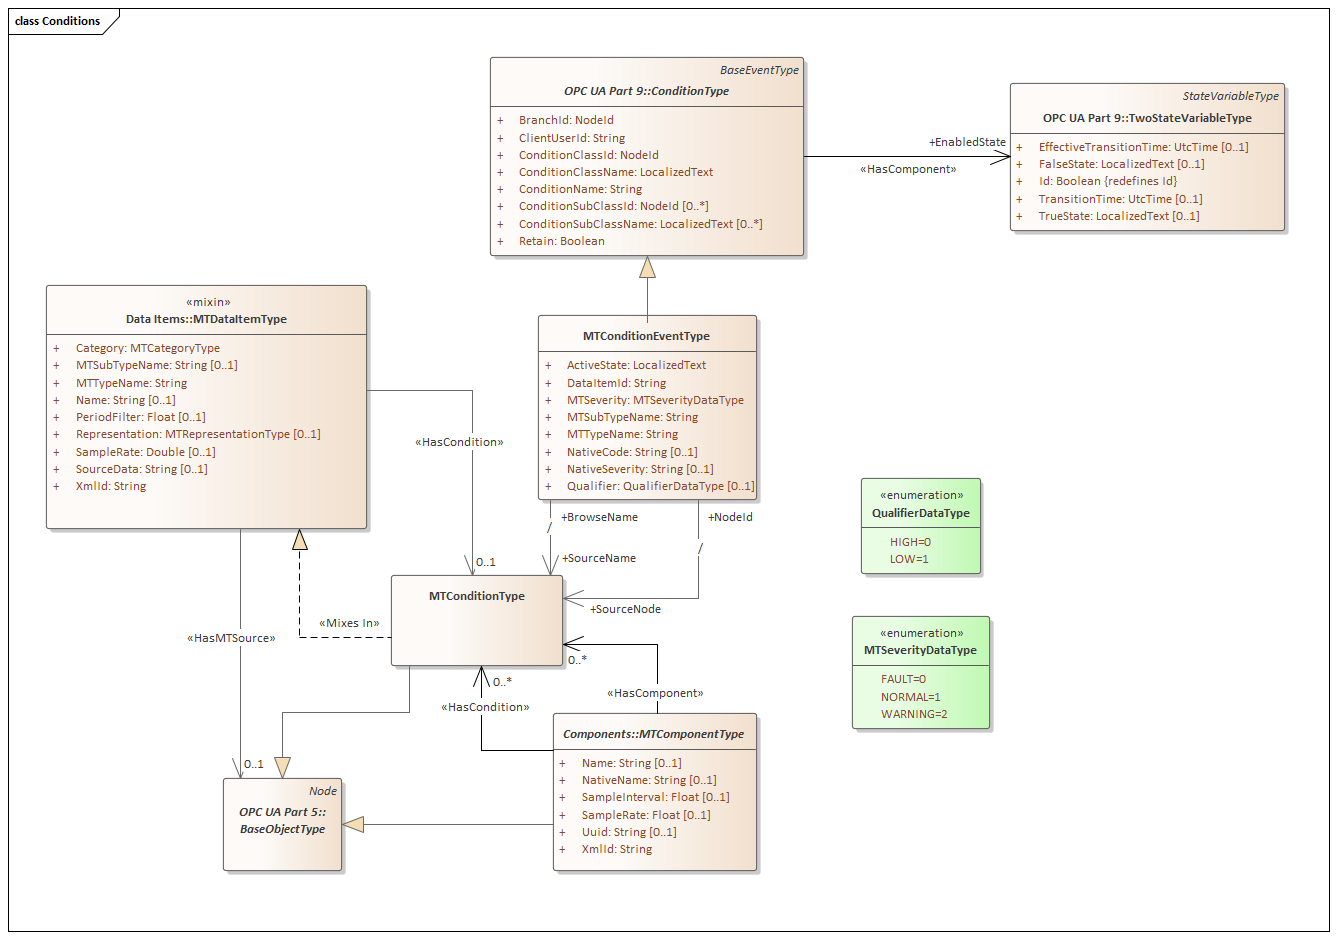 class Conditions
BaseEventType
OPC UA Part 9::ConditionType
+ BranchId: NodeId
+ ClientUserId: String
+ ConditionClassId: NodeId
+ ConditionClassName: LocalizedText
+ ConditionName: String
+ ConditionSubClassId: NodeId [0..*]
+ ConditionSubClassName: LocalizedText [0..*]
+ Retain: Boolean
+EnabledState
«HasComponent»
StateVariableType
OPC UA Part 9::TwoStateVariableType
+ EffectiveTransitionTime: UtcTime [0..1]
+ FalseState: LocalizedText [0..1]
+ Id: Boolean {redefines Id}
+ TransitionTime: UtcTime [0..1]
+ TrueState: LocalizedText [0..1]
«mixin»
Data Items::MTDataItemType
+ Category: MTCategoryType
+ MTSubTypeName: String [0..1]
+ MTTypeName: String
+ Name: String [0..1]
+ PeriodFilter: Float [0..1]
+ Representation: MTRepresentationType [0..1]
+ SampleRate: Double [0..1]
+ SourceData: String [0..1]
+ XmlId: String
MTConditionEventType
+ ActiveState: LocalizedText
+ DataItemId: String
+ MTSeverity: MTSeverityDataType
+ MTSubTypeName: String
+ MTTypeName: String
+ NativeCode: String [0..1]
+ NativeSeverity: String [0..1]
+ Qualifier: QualifierDataType [0..1]
«HasCondition»
0..1
+BrowseName
+NodeId
+SourceName
+SourceNode
«enumeration»
QualifierDataType
HIGH=0
LOW=1
MTConditionType
«Mixes In»
«HasMTSource»
0..1
0..*
0..*
«HasComponent»
«HasCondition»
«enumeration»
MTSeverityDataType
FAULT=0
NORMAL=1
WARNING=2
Components::MTComponentType
+ Name: String [0..1]
+ NativeName: String [0..1]
+ SampleInterval: Float [0..1]
+ SampleRate: Float [0..1]
+ Uuid: String [0..1]
+ XmlId: String
Node
OPC UA Part 5::
BaseObjectType